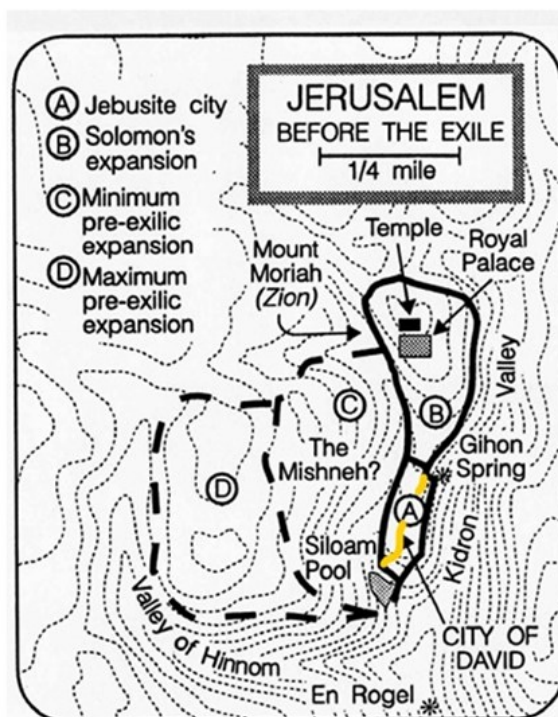 JERUSALEM
BEFORE THE EXILE
1/4 mile
A Jebusite city
B Solomon's
expansion
C Minimum
pre-exilic
expansion
D Maximum
pre-exilic
expansion
Temple
Royal
Palace
Mount
Moriah
(Zion)
Valley
B
C
The
Mishneh?
Gihon
Spring
D
A
Siloam
Pool
Kidron
Valley of Hinnom
CITY OF
DAVID
En Rogel